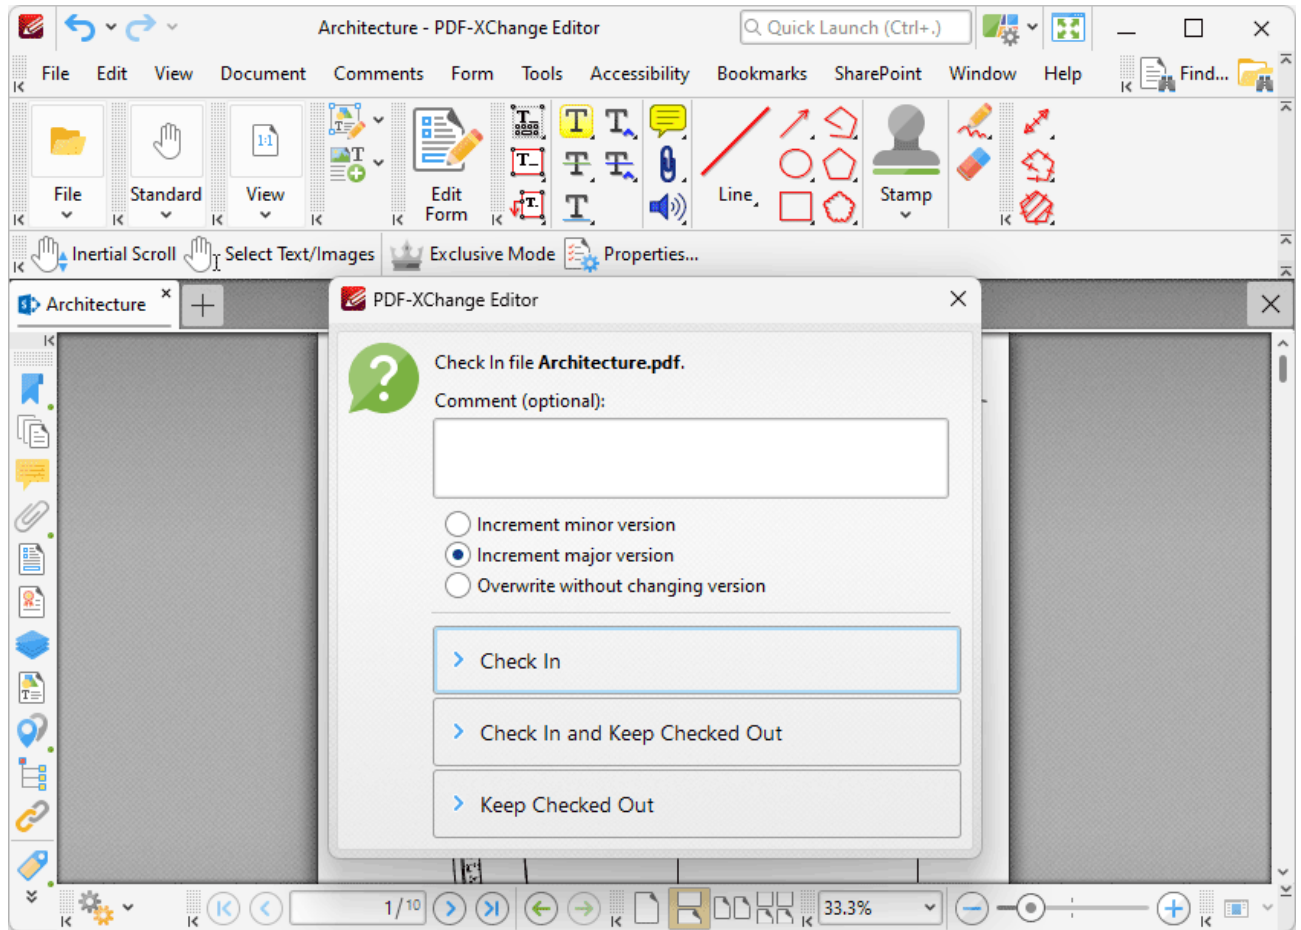 Architecture - PDF-XChange Editor
Quick Launch (Ctrl+.)
File Edit View Document Comments Form Tools Accessibility Bookmarks SharePoint Window Help Find...
File Standard View Edit Form Line Stamp
Inertial Scroll Select Text/Images Exclusive Mode Properties...
Architecture
PDF-XChange Editor
Check In file Architecture.pdf.
Comment (optional):
Increment minor version
Increment major version
Overwrite without changing version
Check In
Check In and Keep Checked Out
Keep Checked Out
1/10 33.3%